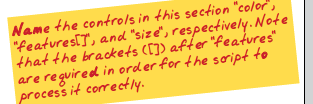 Name the controls in this section "color",
"features[]", and "size", respectively. Note
that the brackets ([]) after "features"
are required in order for the script to
process it correctly.